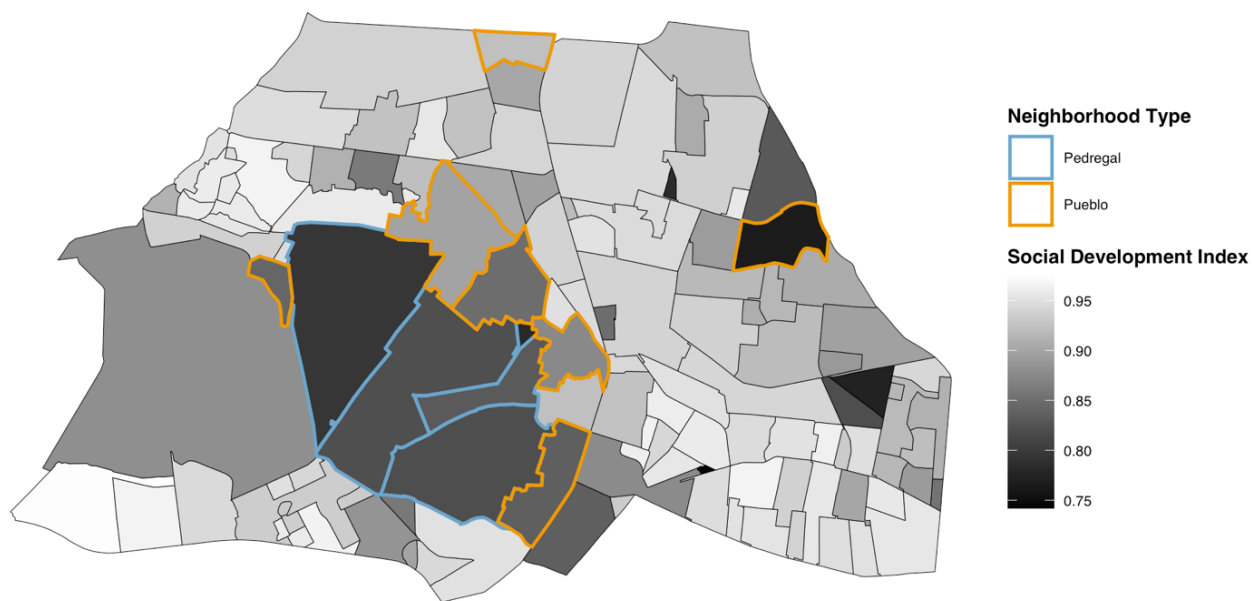 Neighborhood Type
Pedregal
Pueblo
Social Development Index
0.95
0.90
0.85
0.80
0.75